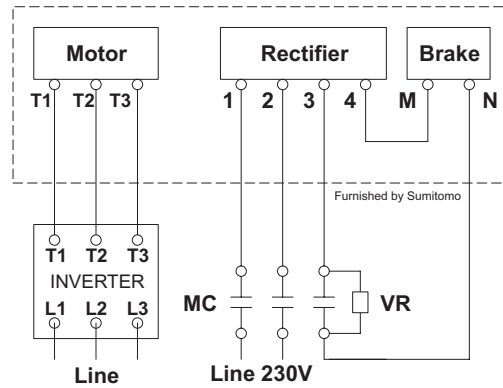 Motor Rectifier Brake
T1 T2 T3 1 2 3 4 M N
Furnished by Sumitomo
T1 T2 T3
INVERTER
L1 L2 L3
MC VR
Line Line 230V